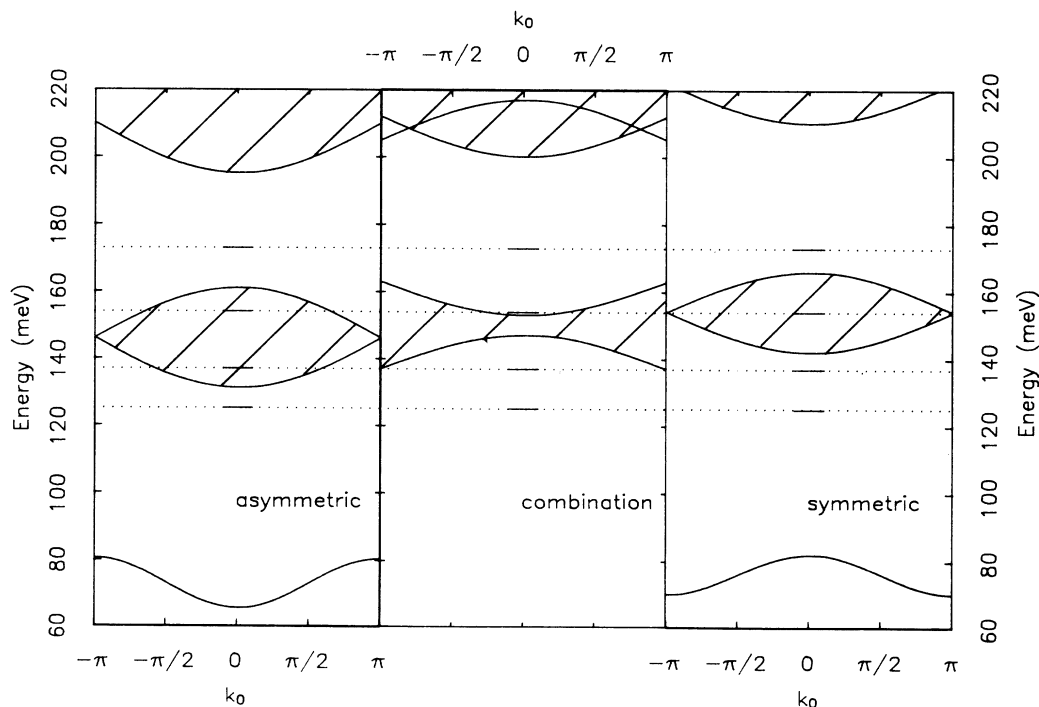 k₀
−π −π/2 0 π/2 π
220 200 180 160 140 120 100 80 60
Energy (meV)
asymmetric
combination
symmetric
220 200 180 160 140 120 100 80 60
Energy (meV)
−π −π/2 0 π/2 π
k₀
−π −π/2 0 π/2 π
k₀